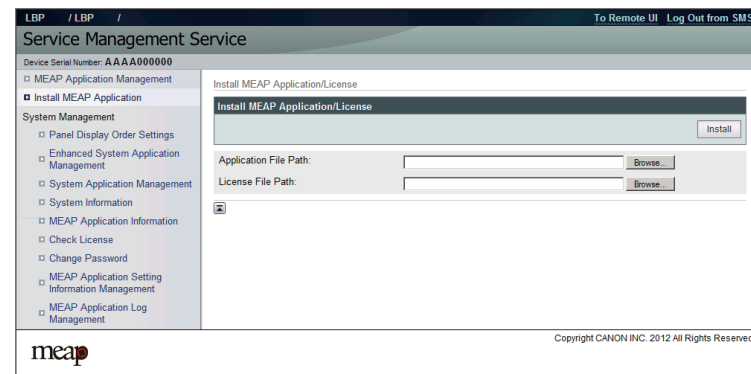 LBP / LBP /
To Remote UI Log Out from SMS
Service Management Service
Device Serial Number: AAAA000000
MEAP Application Management
Install MEAP Application
System Management
Panel Display Order Settings
Enhanced System Application
Management
System Application Management
System Information
MEAP Application Information
Check License
Change Password
MEAP Application Setting
Information Management
MEAP Application Log
Management
Install MEAP Application/License
Install MEAP Application/License
Install
Application File Path: Browse...
License File Path: Browse...
Copyright CANON INC. 2012 All Rights Reserved
meap